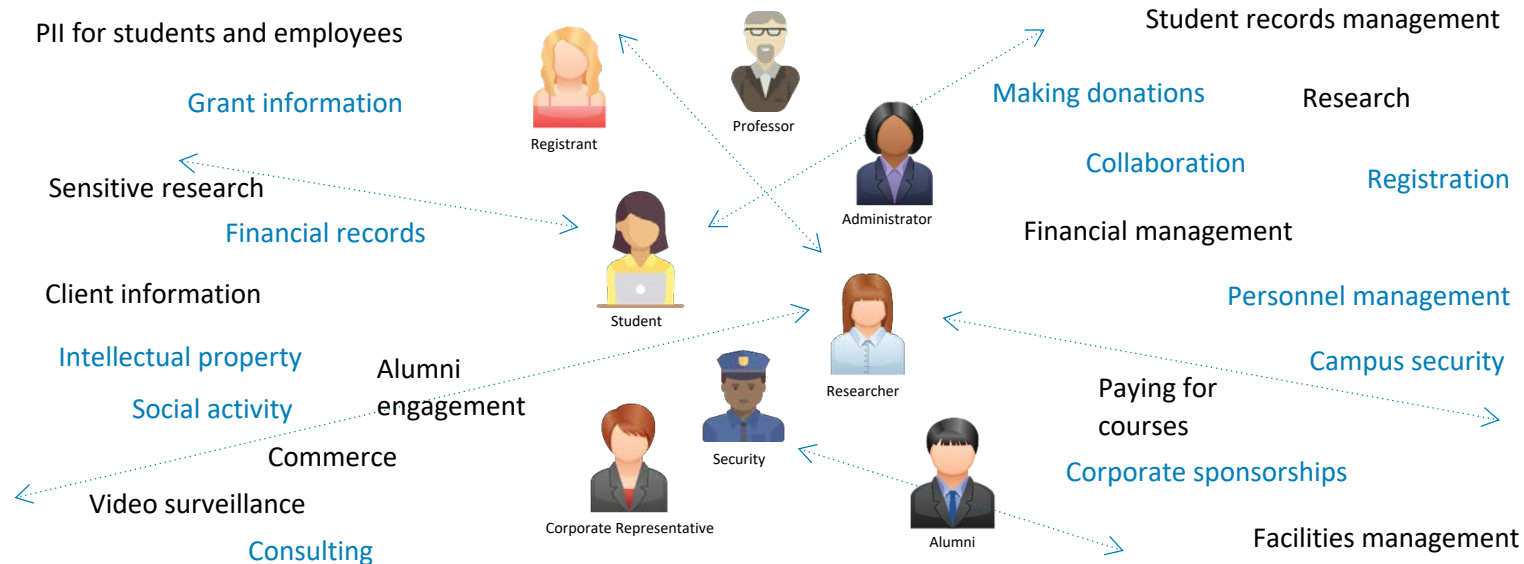 PII for students and employees
Student records management
Grant information
Making donations
Research
Professor
Registrant
Collaboration
Registration
Sensitive research
Administrator
Financial records
Financial management
Client information
Personnel management
Student
Intellectual property
Alumni
engagement
Campus security
Researcher
Paying for
courses
Social activity
Commerce
Security
Corporate sponsorships
Video surveillance
Corporate Representative
Alumni
Facilities management
Consulting